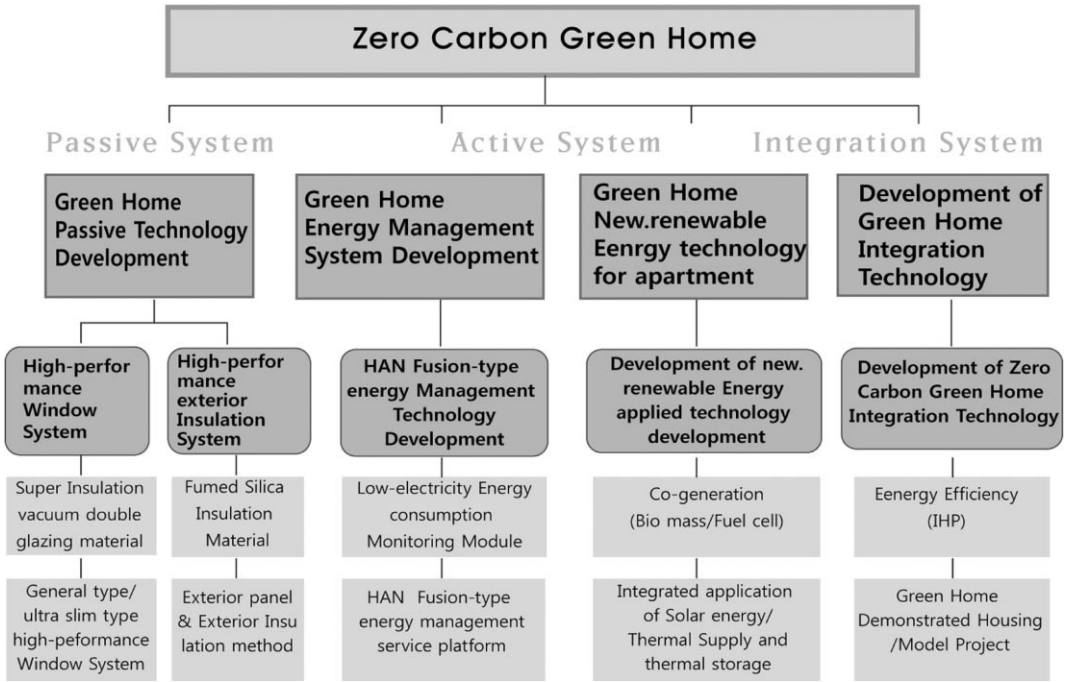 Zero Carbon Green Home
Passive System
Active System
Integration System
Green Home
Passive Technology
Development
Green Home
Energy Management
System Development
Green Home
New.renewable
Eenrgy technology
for apartment
Development of
Green Home
Integration
Technology
High-perfor
mance
Window
System
High-perfor
mance
exterior
Insulation
System
HAN Fusion-type
energy Management
Technology
Development
Development of new.
renewable Energy
applied technology
development
Development of Zero
Carbon Green Home
Integration Technology
Super Insulation
vacuum double
glazing material
Fumed Silica
Insulation
Material
Low-electricity Energy
consumption
Monitoring Module
Co-generation
(Bio mass/Fuel cell)
Eenergy Efficiency
(IHP)
General type/
ultra slim type
high-peformance
Window System
Exterior panel
& Exterior Insu
lation method
HAN Fusion-type
energy management
service platform
Integrated application
of Solar energy/
Thermal Supply and
thermal storage
Green Home
Demonstrated Housing
/Model Project